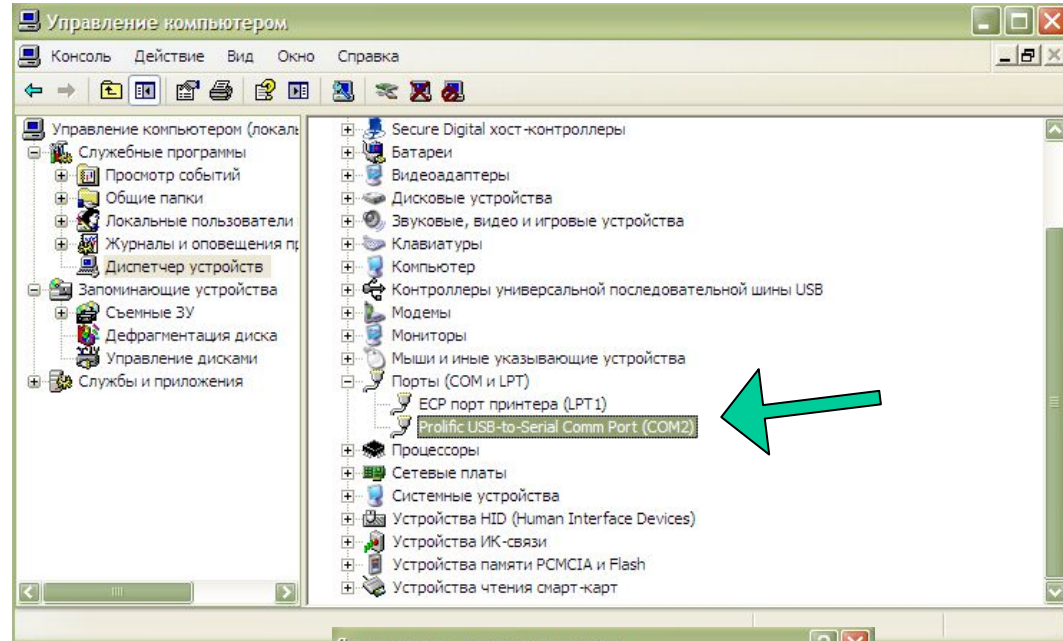 Управление компьютером
Консоль Действие Вид Окно Справка
Управление компьютером (локаль
Служебные программы
Просмотр событий
Общие папки
Локальные пользователи
Журналы и оповещения пр
Диспетчер устройств
Запоминающие устройства
Съемные ЗУ
Дефрагментация диска
Управление дисками
Службы и приложения
Secure Digital хост-контроллеры
Батареи
Видеоадаптеры
Дисковые устройства
Звуковые, видео и игровые устройства
Клавиатуры
Компьютер
Контроллеры универсальной последовательной шины USB
Модемы
Мониторы
Мыши и иные указывающие устройства
Порты (COM и LPT)
ECP порт принтера (LPT1)
Prolific USB-to-Serial Comm Port (COM2)
Процессоры
Сетевые платы
Системные устройства
Устройства HID (Human Interface Devices)
Устройства ИК-связи
Устройства памяти PCMCIA и Flash
Устройства чтения смарт-карт